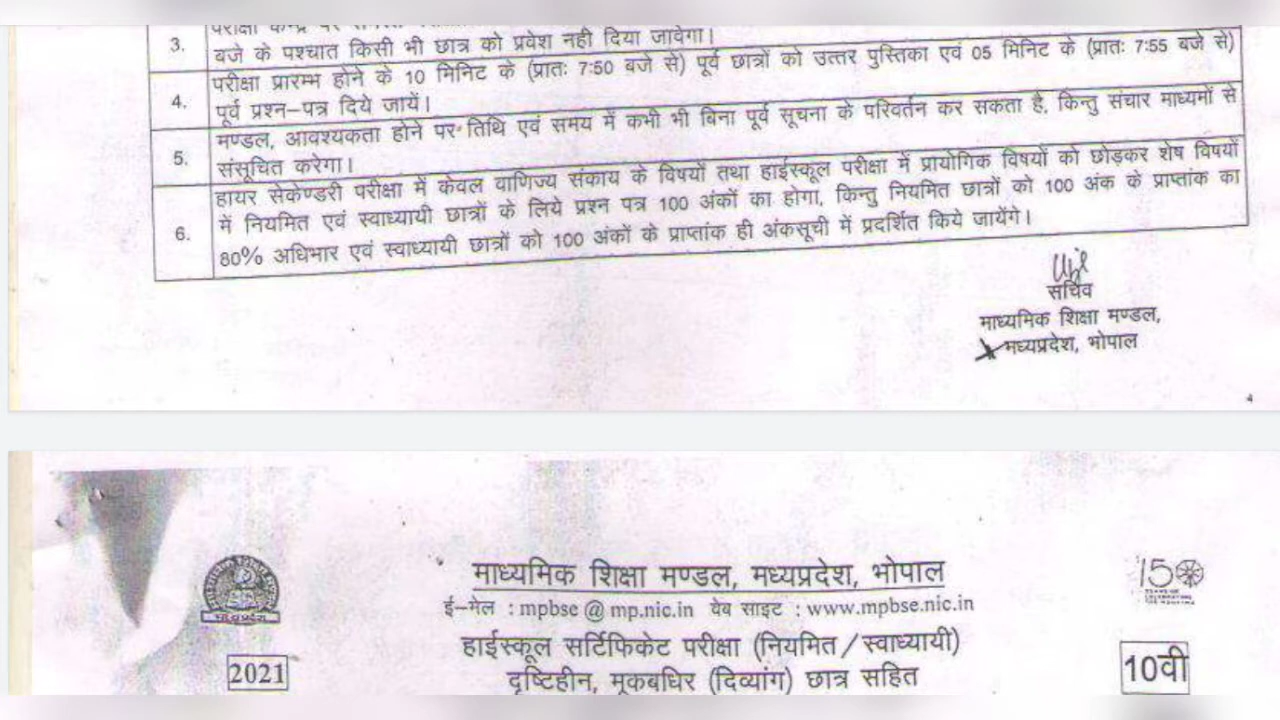 3.
बजे के पश्चात किसी भी छात्र को प्रवेश नही दिया जावेगा।
4.
परीक्षा प्रारम्भ होने के 10 मिनिट के (प्रातः 7:50 बजे से) पूर्व छात्रों को उत्तर पुस्तिका एवं 05 मिनिट के (प्रातः 7:55 बजे से)
पूर्व प्रश्न–पत्र दिये जायें।
5.
मण्डल, आवश्यकता होने पर तिथि एवं समय में कभी भी बिना पूर्व सूचना के परिवर्तन कर सकता है, किन्तु संचार माध्यमों से
संसूचित करेगा।
6.
हायर सेकेण्डरी परीक्षा में केवल वाणिज्य संकाय के विषयों तथा हाईस्कूल परीक्षा में प्रायोगिक विषयों को छोड़कर शेष विषयों
में नियमित एवं स्वाध्यायी छात्रों के लिये प्रश्न पत्र 100 अंकों का होगा, किन्तु नियमित छात्रों को 100 अंक के प्राप्तांक का
80% अधिभार एवं स्वाध्यायी छात्रों को 100 अंकों के प्राप्तांक ही अंकसूची में प्रदर्शित किये जायेंगे।
सचिव
माध्यमिक शिक्षा मण्डल,
मध्यप्रदेश, भोपाल
4
माध्यमिक शिक्षा मण्डल, मध्यप्रदेश, भोपाल
ई–मेल : mpbse @ mp.nic.in वेब साइट : www.mpbse.nic.in
हाईस्कूल सर्टिफिकेट परीक्षा (नियमित / स्वाध्यायी)
दृष्टिहीन, मूकबधिर (दिव्यांग) छात्र सहित
2021
10वी
150